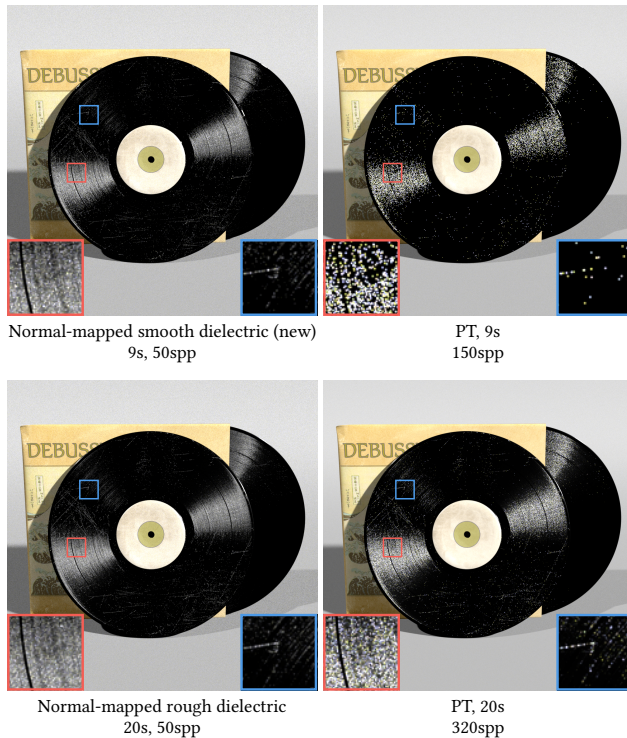 DEBUSS
DEBUSS
Normal-mapped smooth dielectric (new)
9s, 50spp
PT, 9s
150spp
DEBUSS
DEBUSS
Normal-mapped rough dielectric
20s, 50spp
PT, 20s
320spp